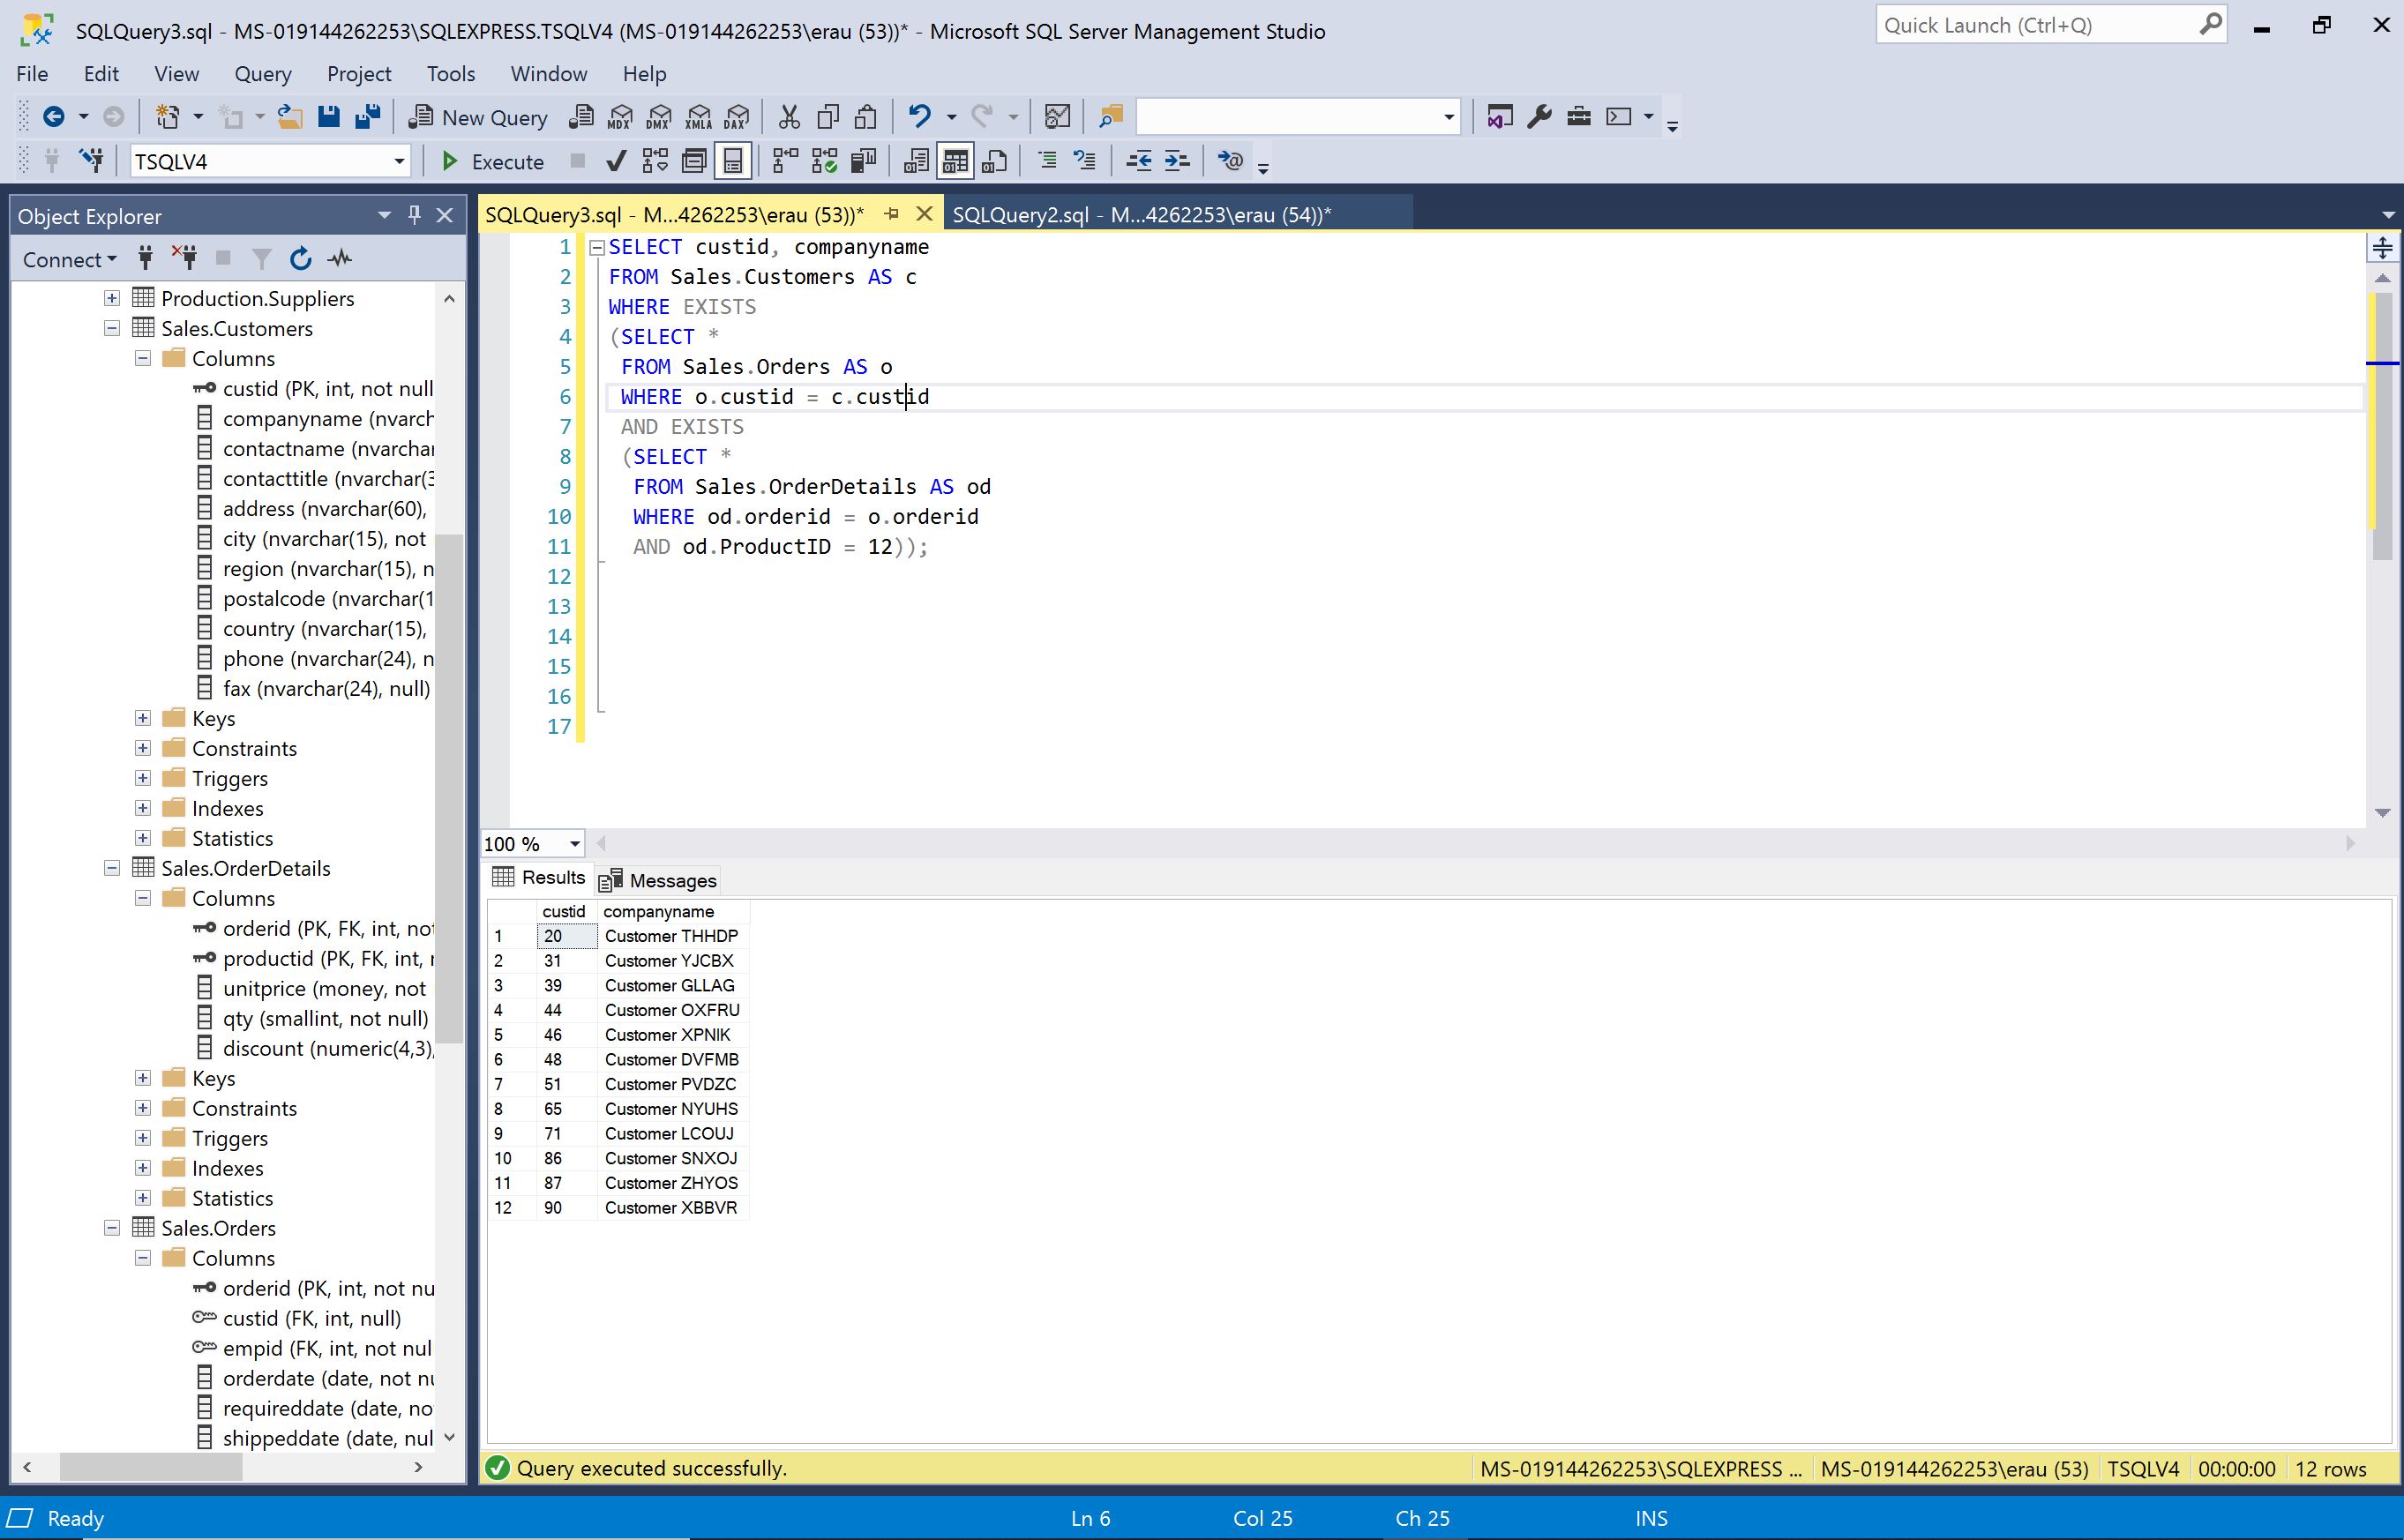 SQLQuery3.sql - MS-019144262253\SQLEXPRESS.TSQLV4 (MS-019144262253\erau (53))* - Microsoft SQL Server Management Studio
Quick Launch (Ctrl+Q)
File Edit View Query Project Tools Window Help
New Query MDX DMX XMLA DAX
TSQLV4 Execute
Object Explorer
Connect
Production.Suppliers
Sales.Customers
Columns
custid (PK, int, not null
companyname (nvarch
contactname (nvarchar
contacttitle (nvarchar(3
address (nvarchar(60),
city (nvarchar(15), not
region (nvarchar(15), n
postalcode (nvarchar(1
country (nvarchar(15),
phone (nvarchar(24), n
fax (nvarchar(24), null)
Keys
Constraints
Triggers
Indexes
Statistics
Sales.OrderDetails
Columns
orderid (PK, FK, int, not
productid (PK, FK, int, n
unitprice (money, not
qty (smallint, not null)
discount (numeric(4,3),
Keys
Constraints
Triggers
Indexes
Statistics
Sales.Orders
Columns
orderid (PK, int, not nu
custid (FK, int, null)
empid (FK, int, not nul
orderdate (date, not nu
requireddate (date, no
shippeddate (date, nul
SQLQuery3.sql - M...4262253\erau (53))* SQLQuery2.sql - M...4262253\erau (54))*
1 SELECT custid, companyname
2 FROM Sales.Customers AS c
3 WHERE EXISTS
4 (SELECT *
5 FROM Sales.Orders AS o
6 WHERE o.custid = c.custid
7 AND EXISTS
8 (SELECT *
9 FROM Sales.OrderDetails AS od
10 WHERE od.orderid = o.orderid
11 AND od.ProductID = 12));
12
13
14
15
16
17
100 %
Results Messages
custid companyname
1 20 Customer THHDP
2 31 Customer YJCBX
3 39 Customer GLLAG
4 44 Customer OXFRU
5 46 Customer XPNIK
6 48 Customer DVFMB
7 51 Customer PVDZC
8 65 Customer NYUHS
9 71 Customer LCOUJ
10 86 Customer SNXOJ
11 87 Customer ZHYOS
12 90 Customer XBBVR
Query executed successfully. MS-019144262253\SQLEXPRESS ... MS-019144262253\erau (53) TSQLV4 00:00:00 12 rows
Ready Ln 6 Col 25 Ch 25 INS